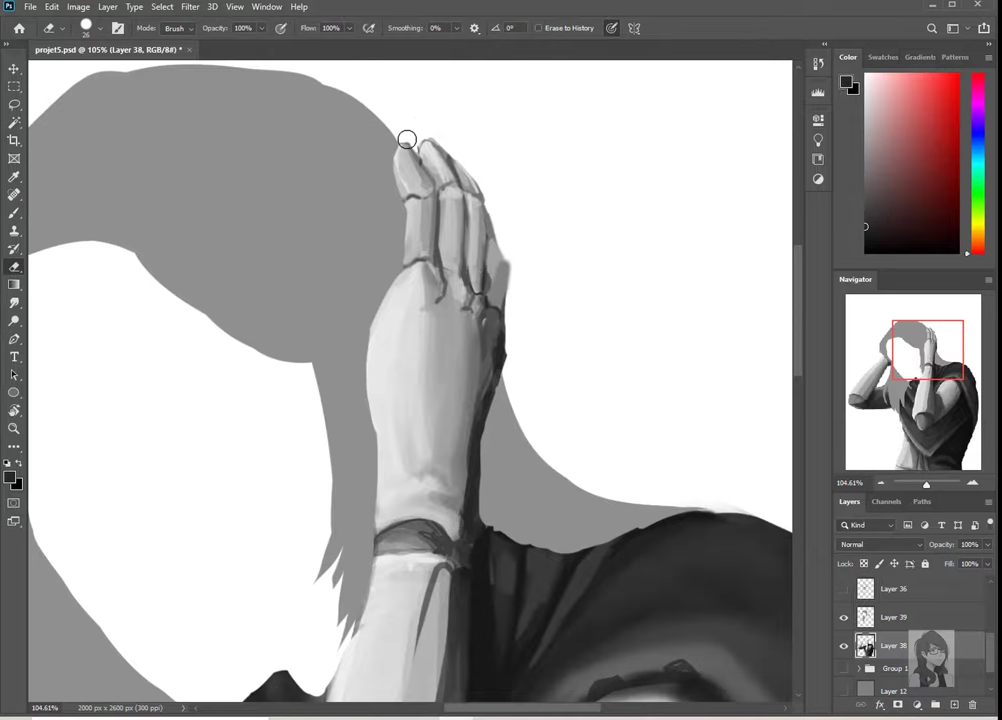 Ps File Edit Image Layer Type Select Filter 3D View Window Help
26 Mode: Brush Opacity: 100% Flow: 100% Smoothing: 0% 0° Erase to History
projet5.psd @ 105% (Layer 38, RGB/8#) *
Color Swatches Gradients Patterns
Navigator
104.61%
Layers Channels Paths
Kind
Normal Opacity: 100%
Lock: Fill: 100%
Layer 36
Layer 39
Layer 38
Group 1
Layer 12
104.61% 2000 px x 2600 px (300 ppi)